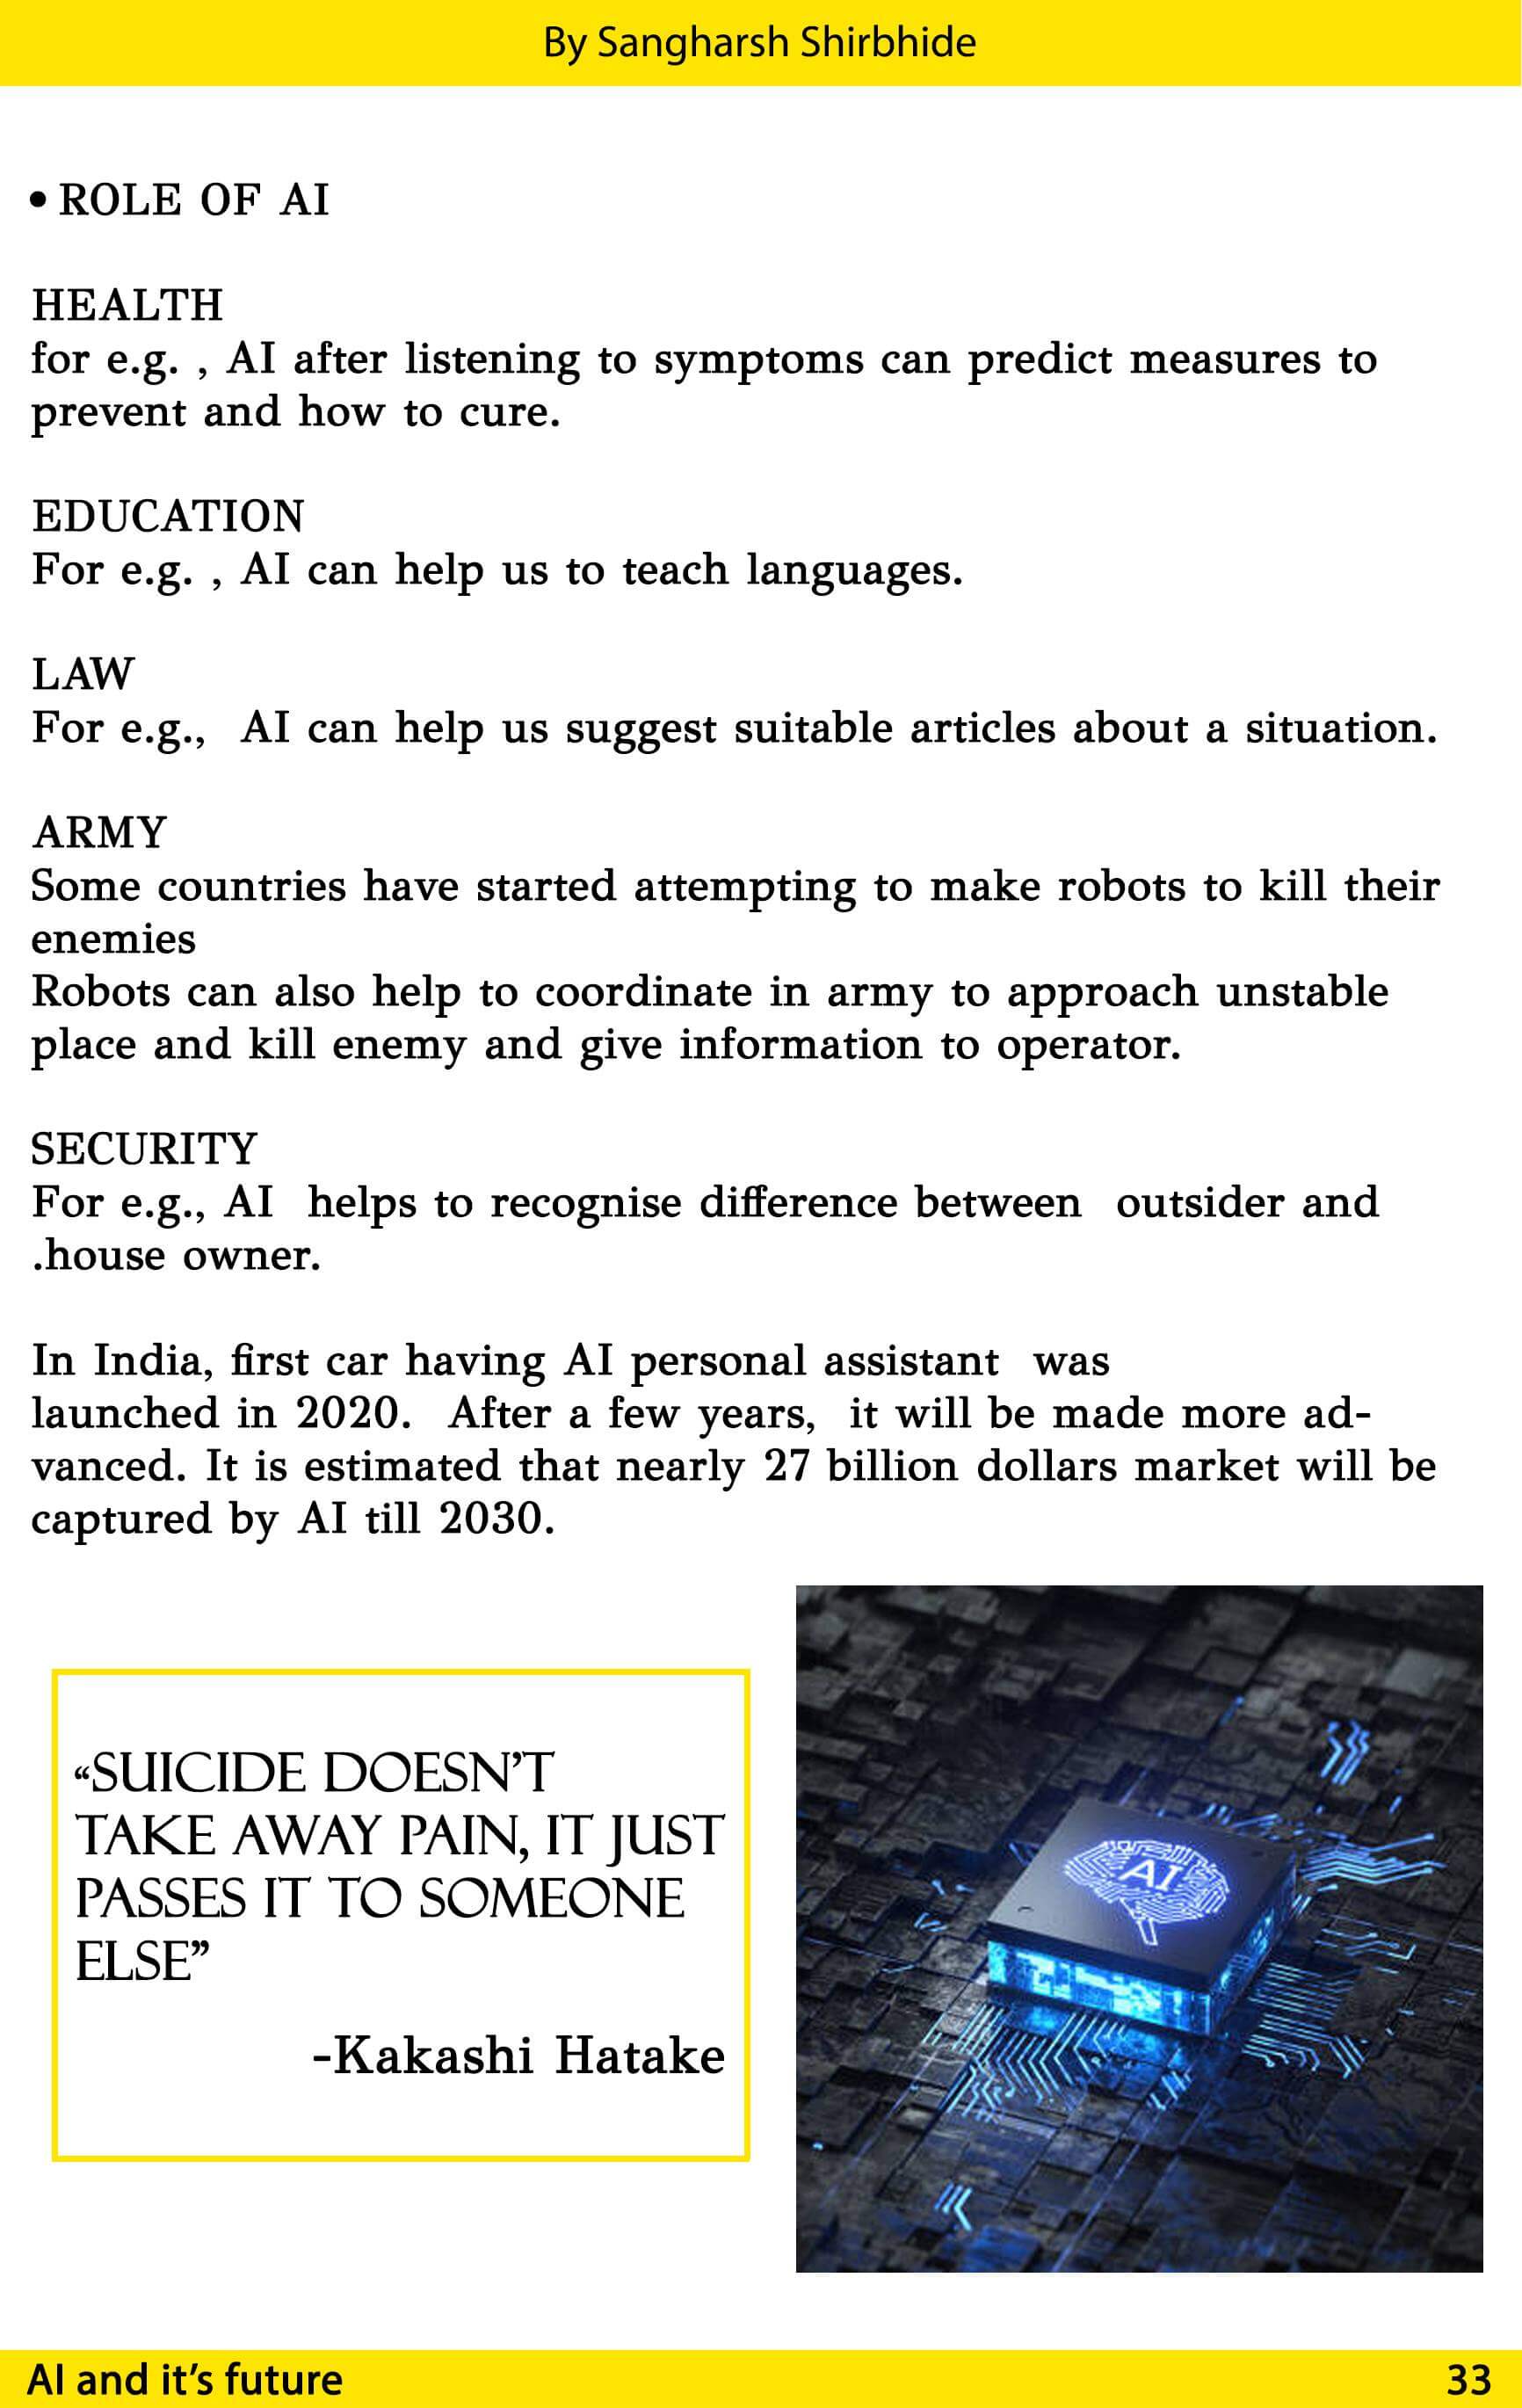 By Sangharsh Shirbhide
• ROLE OF AI
HEALTH
for e.g. , AI after listening to symptoms can predict measures to
prevent and how to cure.
EDUCATION
For e.g. , AI can help us to teach languages.
LAW
For e.g.,  AI can help us suggest suitable articles about a situation.
ARMY
Some countries have started attempting to make robots to kill their
enemies
Robots can also help to coordinate in army to approach unstable
place and kill enemy and give information to operator.
SECURITY
For e.g., AI  helps to recognise difference between  outsider and
.house owner.
In India, first car having AI personal assistant  was
launched in 2020.  After a few years,  it will be made more ad-
vanced. It is estimated that nearly 27 billion dollars market will be
captured by AI till 2030.
“SUICIDE DOESN’T
TAKE AWAY PAIN, IT JUST
PASSES IT TO SOMEONE
ELSE”
-Kakashi Hatake
AI
AI and it’s future
33